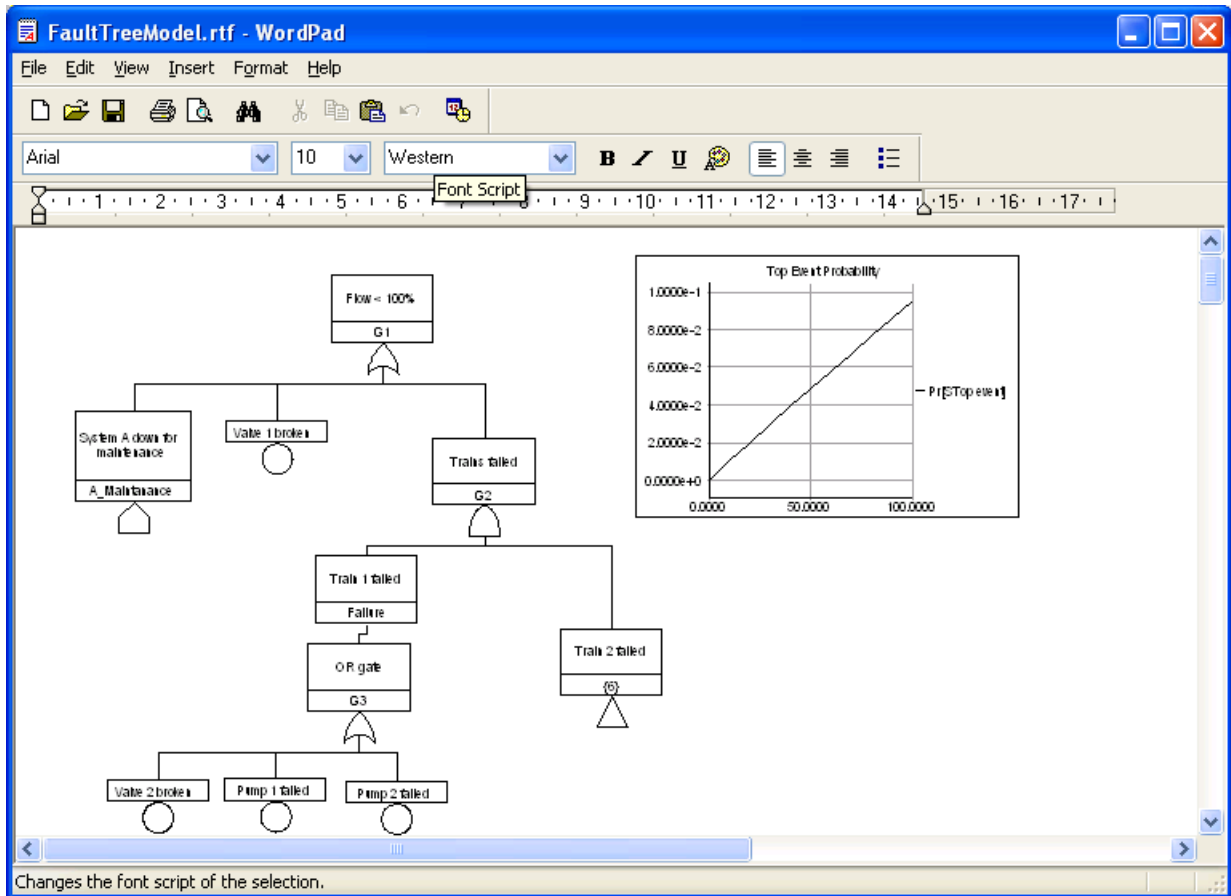 FaultTreeModel.rtf - WordPad
File Edit View Insert Format Help
Arial 10 Western B / U
Font Script
1 2 3 4 5 6 7 8 9 10 11 12 13 14 15 16 17
Flow < 100%
G1
System A down for
maintenance
A_Maintanance
Valve 1 broken
Trains failed
G2
Train 1 failed
Failure
OR gate
G3
Train 2 failed
{6}
Valve 2 broken
Pump 1 failed
Pump 2 failed
Top Event Probability
1.0000e-1
8.0000e-2
6.0000e-2
4.0000e-2
2.0000e-2
0.0000e+0
0.0000 50.0000 100.0000
Pr[STop event]
Changes the font script of the selection.